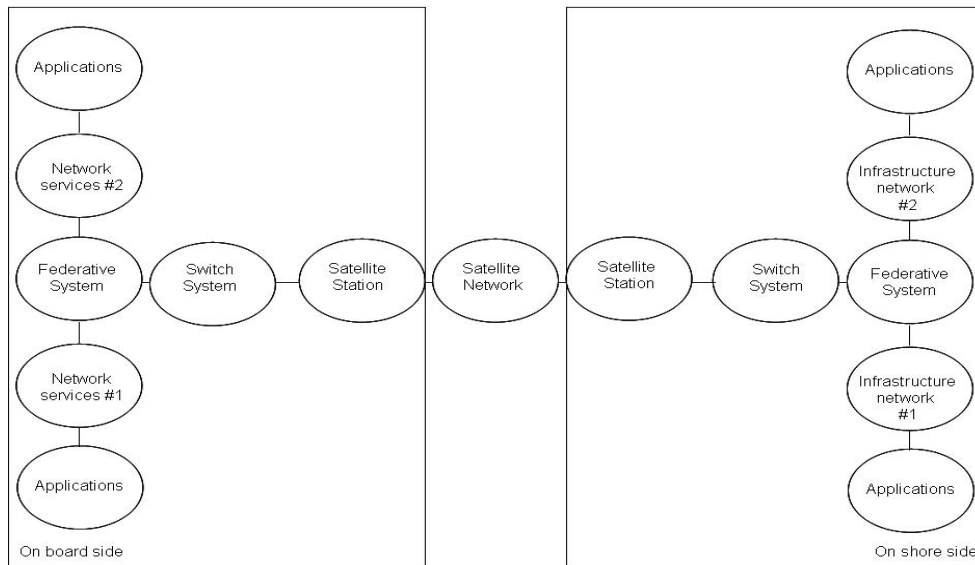 Applications
Network
services #2
Federative
System
Switch
System
Satellite
Station
Network
services #1
Applications
On board side
Satellite
Network
Applications
Infrastructure
network
#2
Satellite
Station
Switch
System
Federative
System
Infrastructure
network
#1
Applications
On shore side